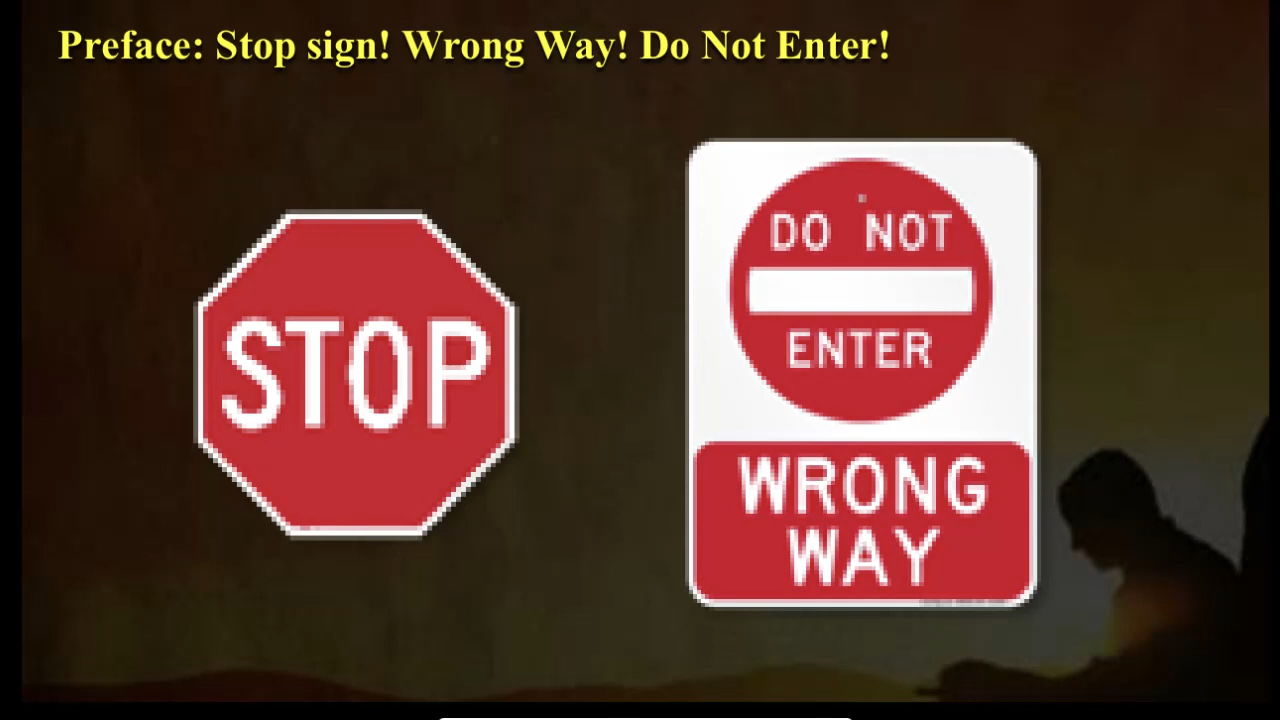 Preface: Stop sign! Wrong Way! Do Not Enter!
STOP
DO NOT
ENTER
WRONG
WAY